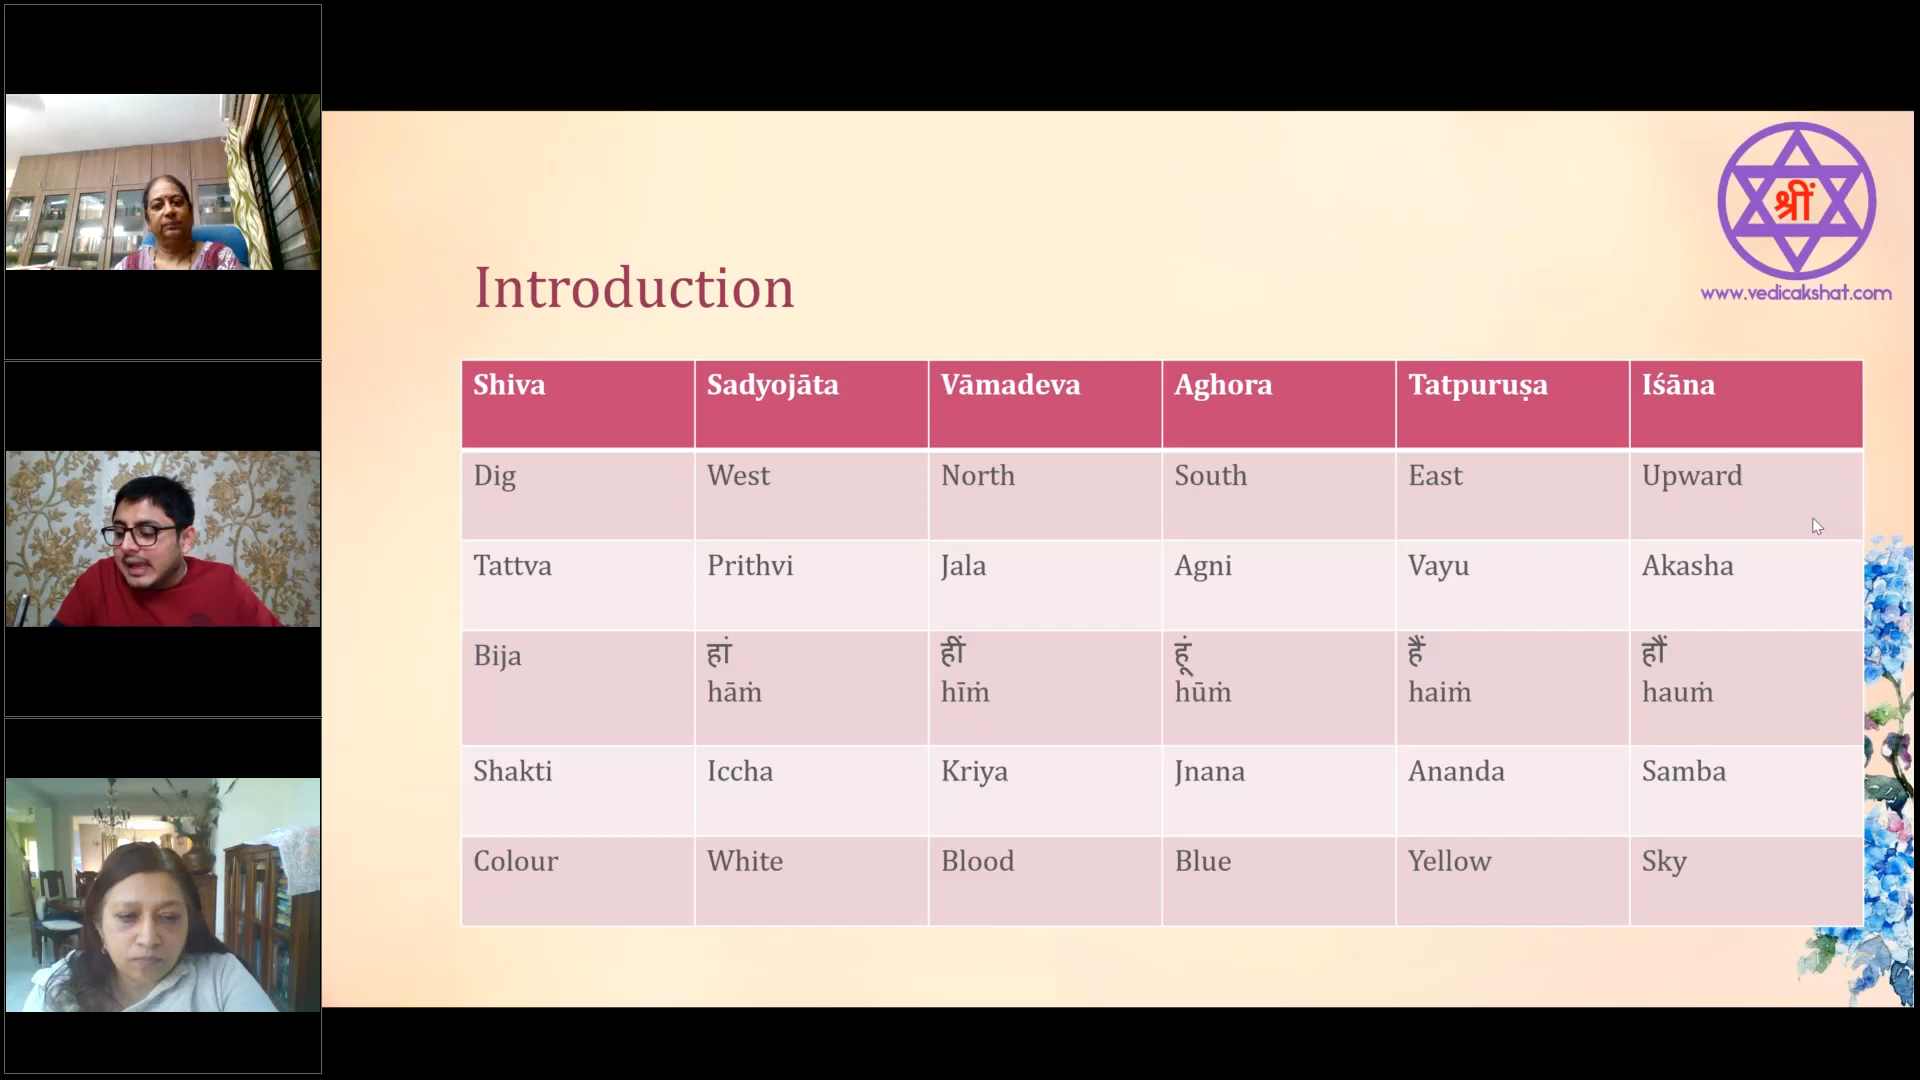 श्रीं
www.vedicakshat.com
Introduction
Shiva Sadyojāta Vāmadeva Aghora Tatpuruṣa Iśāna
Dig West North South East Upward
Tattva Prithvi Jala Agni Vayu Akasha
Bija हां हीं हूं हैं हौं
hāṁ hīṁ hūṁ haiṁ hauṁ
Shakti Iccha Kriya Jnana Ananda Samba
Colour White Blood Blue Yellow Sky